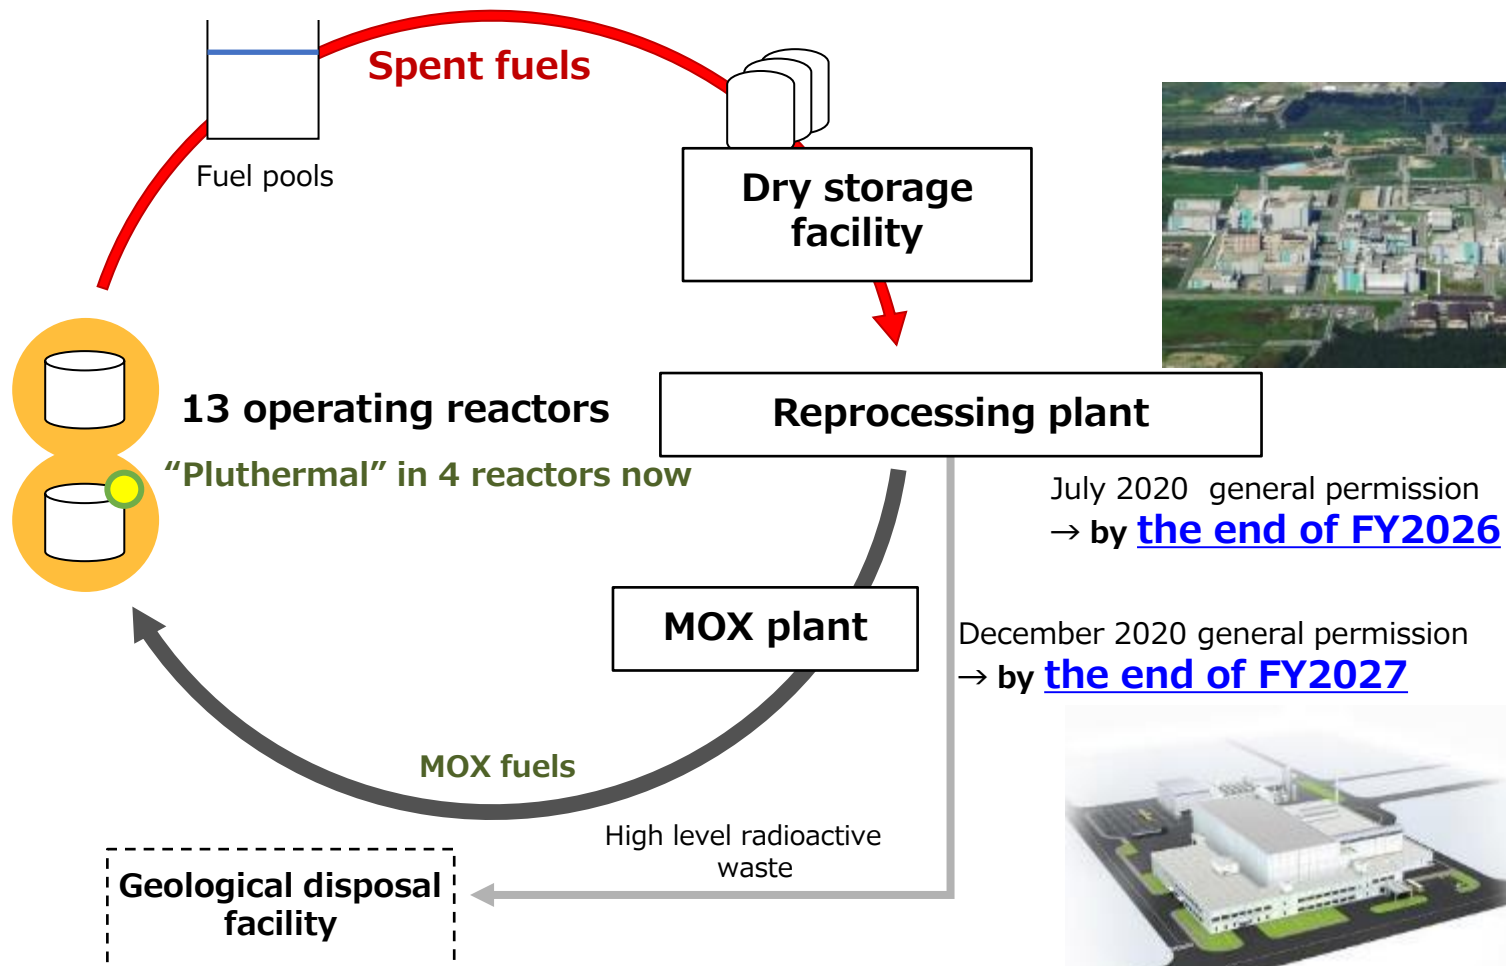 Spent fuels
Fuel pools
Dry storage
facility
13 operating reactors
“Pluthermal” in 4 reactors now
Reprocessing plant
July 2020  general permission
→ by the end of FY2026
MOX plant
December 2020 general permission
→ by the end of FY2027
MOX fuels
High level radioactive
waste
Geological disposal
facility